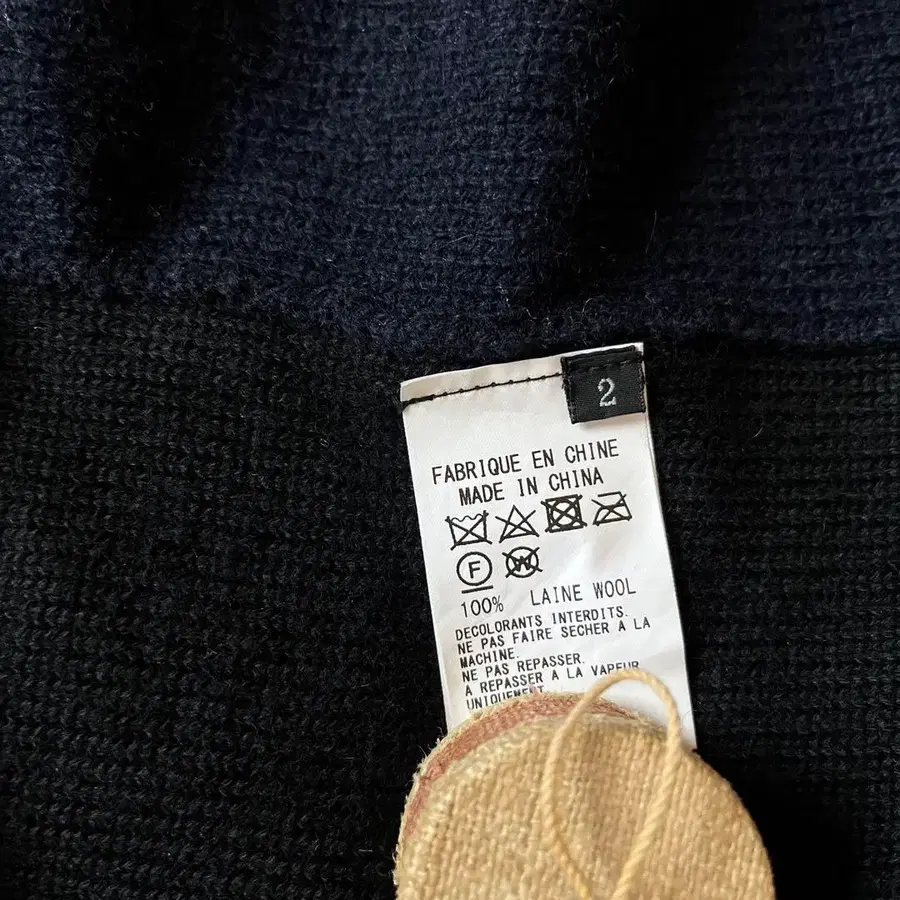 2
FABRIQUE EN CHINE
MADE IN CHINA
F W
100% LAINE WOOL
DECOLORANTS INTERDITS.
NE PAS FAIRE SECHER A LA
MACHINE.
NE PAS REPASSER.
A REPASSER A LA VAPEUR
UNIQUEMENT